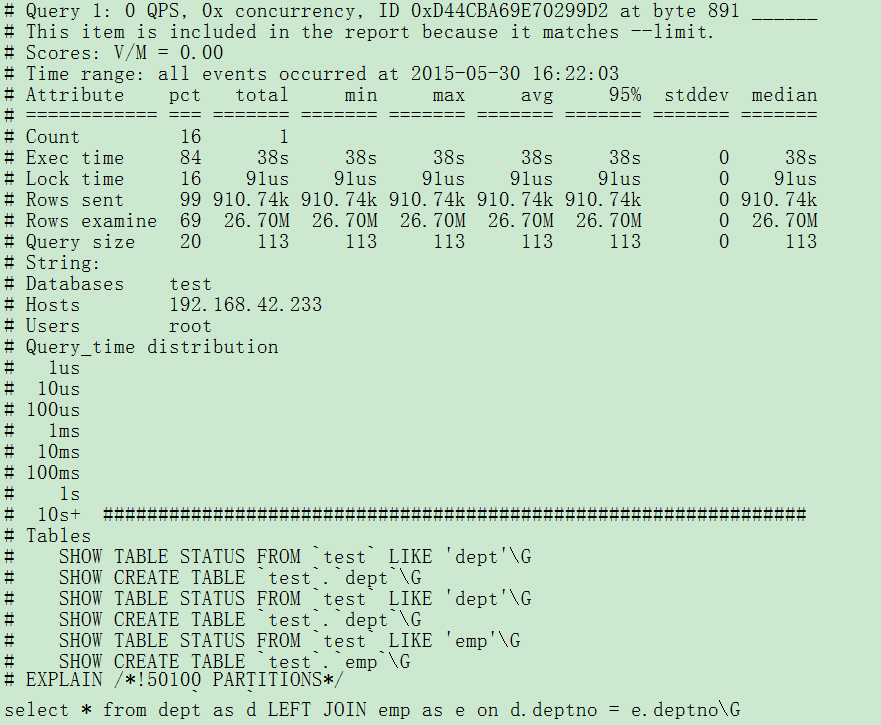 # Query 1: 0 QPS, 0x concurrency, ID 0xD44CBA69E70299D2 at byte 891 ______
# This item is included in the report because it matches --limit.
# Scores: V/M = 0.00
# Time range: all events occurred at 2015-05-30 16:22:03
# Attribute    pct   total     min     max     avg     95%  stddev  median
# ============ === ======= ======= ======= ======= ======= ======= =======
# Count         16       1
# Exec time     84     38s     38s     38s     38s     38s       0     38s
# Lock time     16    91us    91us    91us    91us    91us       0    91us
# Rows sent     99 910.74k 910.74k 910.74k 910.74k 910.74k       0 910.74k
# Rows examine  69  26.70M  26.70M  26.70M  26.70M  26.70M       0  26.70M
# Query size    20     113     113     113     113     113       0     113
# String:
# Databases    test
# Hosts        192.168.42.233
# Users        root
# Query_time distribution
#   1us
#  10us
# 100us
#   1ms
#  10ms
# 100ms
#    1s
#  10s+  ################################################################
# Tables
#    SHOW TABLE STATUS FROM `test` LIKE 'dept'\G
#    SHOW CREATE TABLE `test`.`dept`\G
#    SHOW TABLE STATUS FROM `test` LIKE 'dept'\G
#    SHOW CREATE TABLE `test`.`dept`\G
#    SHOW TABLE STATUS FROM `test` LIKE 'emp'\G
#    SHOW CREATE TABLE `test`.`emp`\G
# EXPLAIN /*!50100 PARTITIONS*/
select * from dept as d LEFT JOIN emp as e on d.deptno = e.deptno\G